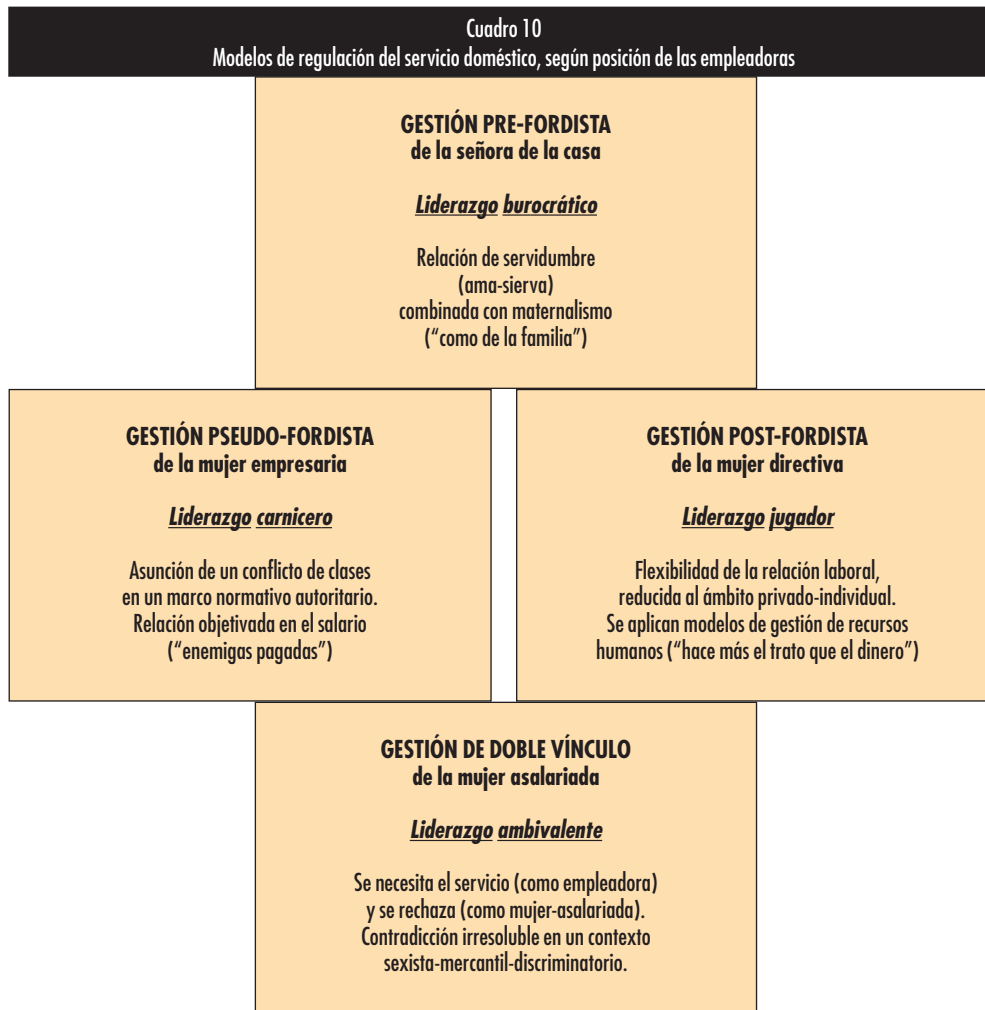 Cuadro 10
Modelos de regulación del servicio doméstico, según posición de las empleadoras
GESTIÓN PRE-FORDISTA
de la señora de la casa
Liderazgo burocrático
Relación de servidumbre
(ama-sierva)
combinada con maternalismo
(“como de la familia”)
GESTIÓN PSEUDO-FORDISTA
de la mujer empresaria
Liderazgo carnicero
Asunción de un conflicto de clases
en un marco normativo autoritario.
Relación objetivada en el salario
(“enemigas pagadas”)
GESTIÓN POST-FORDISTA
de la mujer directiva
Liderazgo jugador
Flexibilidad de la relación laboral,
reducida al ámbito privado-individual.
Se aplican modelos de gestión de recursos
humanos (“hace más el trato que el dinero”)
GESTIÓN DE DOBLE VÍNCULO
de la mujer asalariada
Liderazgo ambivalente
Se necesita el servicio (como empleadora)
y se rechaza (como mujer-asalariada).
Contradicción irresoluble en un contexto
sexista-mercantil-discriminatorio.